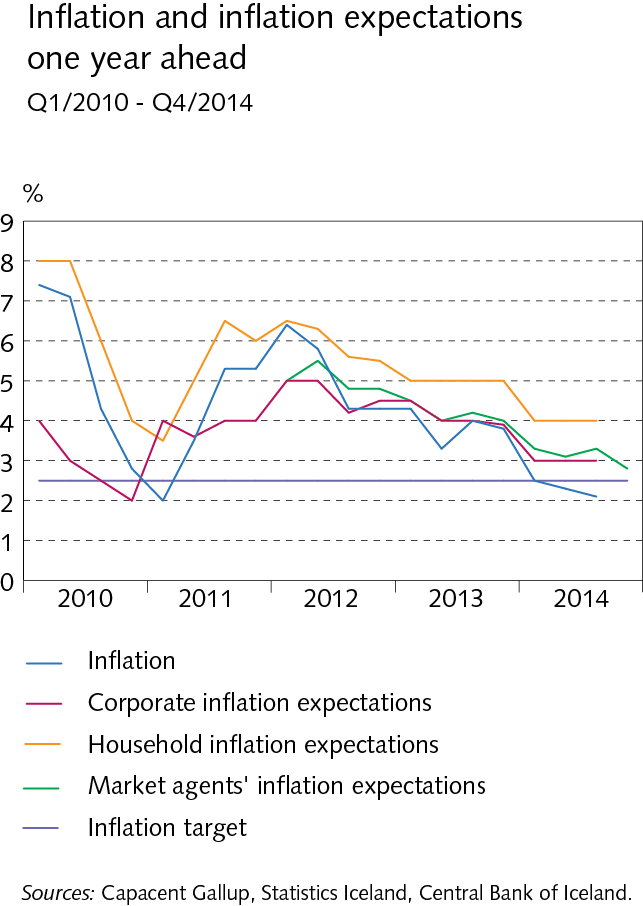 Inflation and inflation expectations
one year ahead
Q1/2010 - Q4/2014
%
9
8
7
6
5
4
3
2
1
0
2010 2011 2012 2013 2014
Inflation
Corporate inflation expectations
Household inflation expectations
Market agents' inflation expectations
Inflation target
Sources: Capacent Gallup, Statistics Iceland, Central Bank of Iceland.